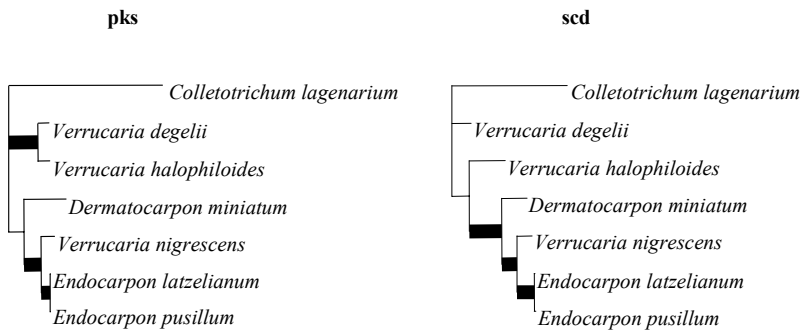 pks
Colletotrichum lagenarium
Verrucaria degelii
Verrucaria halophiloides
Dermatocarpon miniatum
Verrucaria nigrescens
Endocarpon latzelianum
Endocarpon pusillum
scd
Colletotrichum lagenarium
Verrucaria degelii
Verrucaria halophiloides
Dermatocarpon miniatum
Verrucaria nigrescens
Endocarpon latzelianum
Endocarpon pusillum